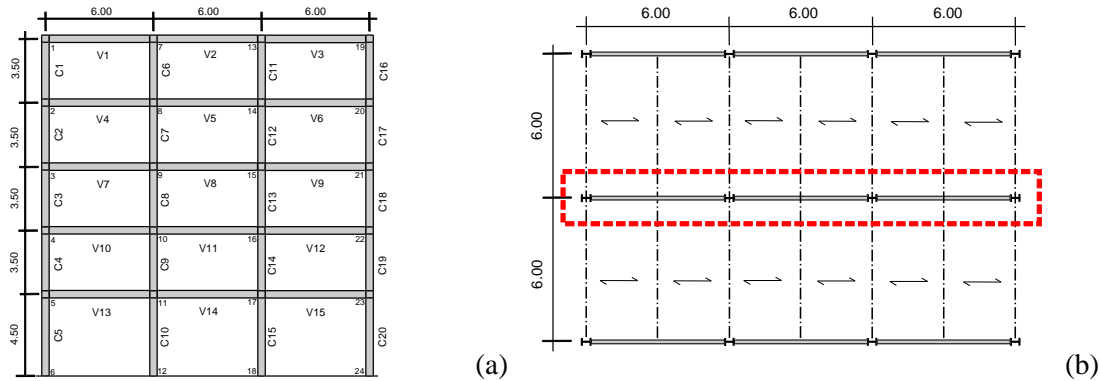 6.00 6.00 6.00
3.50 3.50 3.50 3.50 4.50
1 V1 7 V2 13 V3 19
C1 C6 C11 C16
2 V4 8 V5 14 V6 20
C2 C7 C12 C17
3 V7 9 V8 15 V9 21
C3 C8 C13 C18
4 V10 10 V11 16 V12 22
C4 C9 C14 C19
5 V13 11 V14 17 V15 23
C5 C10 C15 C20
6 12 18 24
(a)
6.00 6.00 6.00
6.00
6.00
(b)